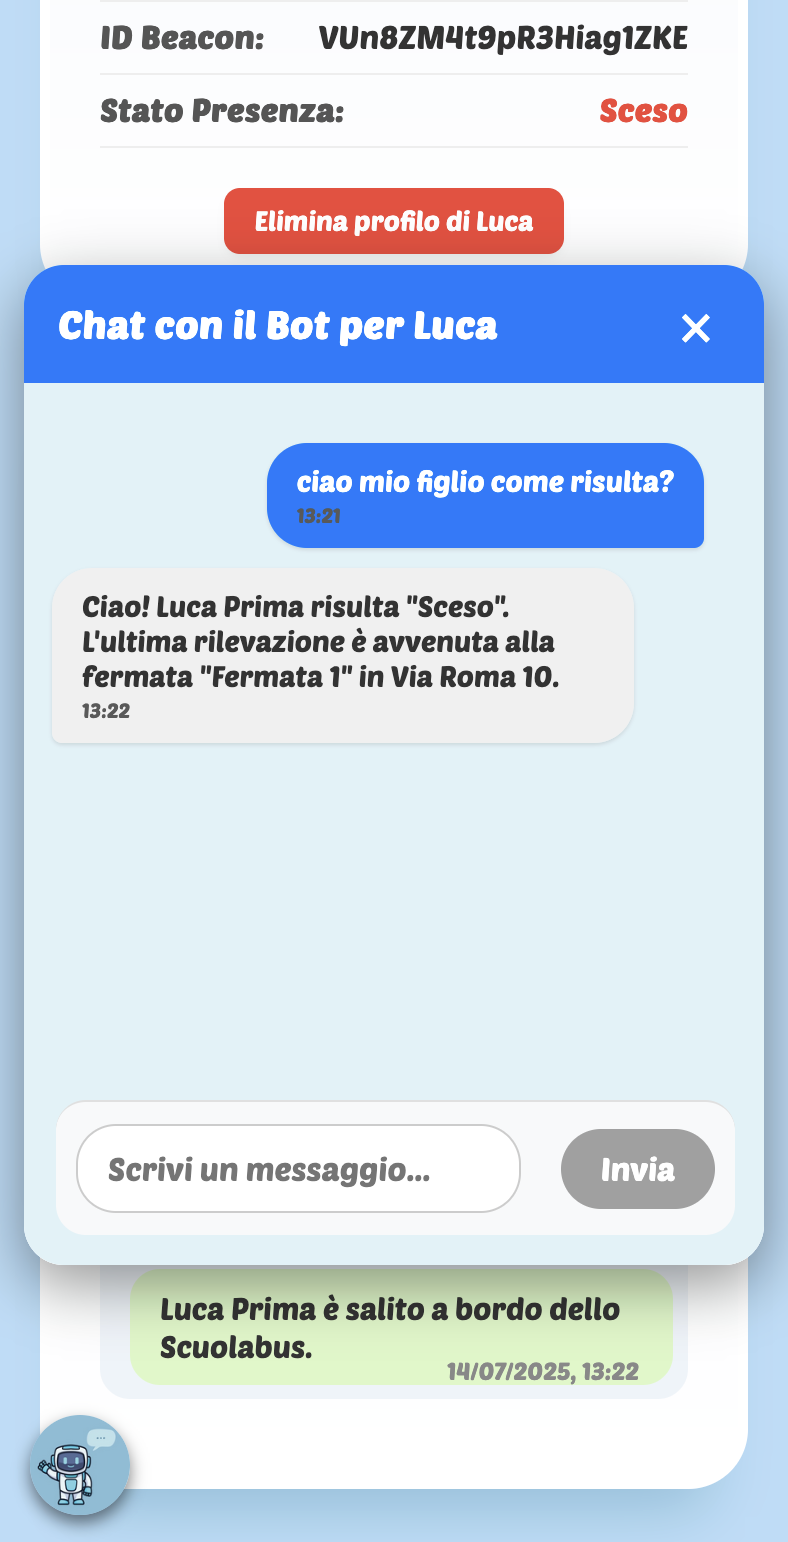 ID Beacon: VUn8ZM4t9pR3Hiag1ZKE
Stato Presenza: Sceso
Elimina profilo di Luca
Chat con il Bot per Luca
ciao mio figlio come risulta?
13:21
Ciao! Luca Prima risulta "Sceso".
L'ultima rilevazione è avvenuta alla
fermata "Fermata 1" in Via Roma 10.
13:22
Scrivi un messaggio...
Invia
Luca Prima è salito a bordo dello
Scuolabus.
14/07/2025, 13:22